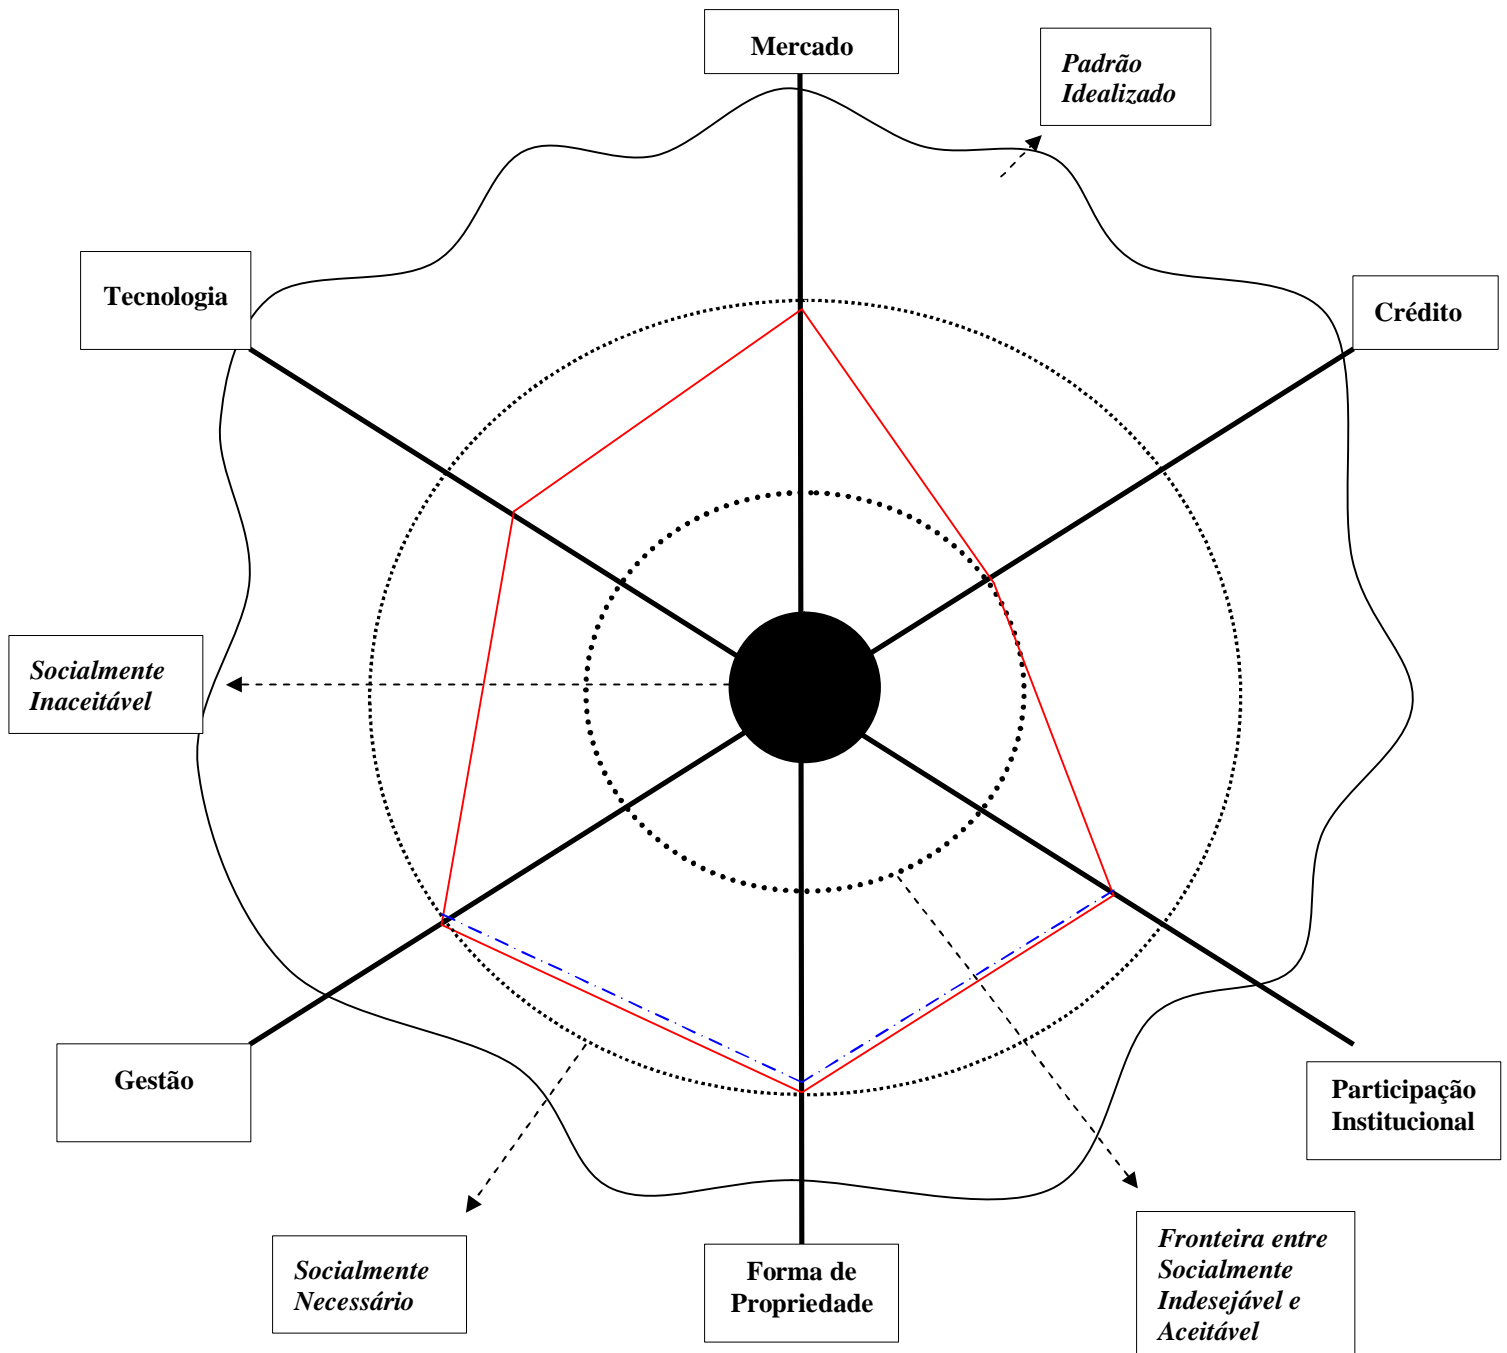 Mercado
Padrão
Idealizado
Tecnologia
Crédito
Socialmente
Inaceitável
Gestão
Participação
Institucional
Socialmente
Necessário
Forma de
Propriedade
Fronteira entre
Socialmente
Indesejável e
Aceitável